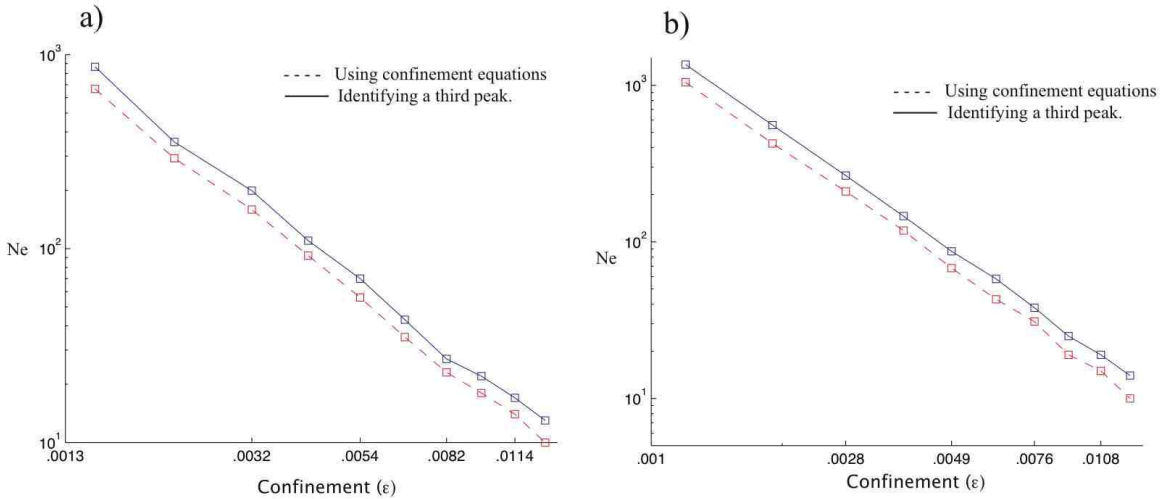 a)
10³
Using confinement equations
Identifying a third peak.
10²
Ne
10¹
.0013
.0032
.0054
.0082
.0114
Confinement (ε)
b)
10³
Using confinement equations
Identifying a third peak.
10²
Ne
10¹
.001
.0028
.0049
.0076
.0108
Confinement (ε)